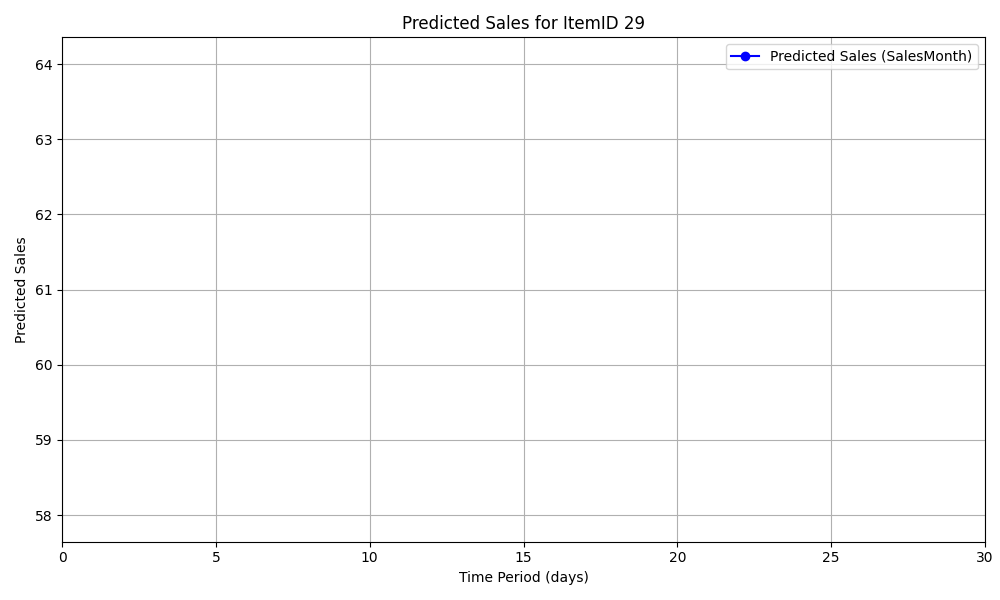 Predicted Sales for ItemID 29
Predicted Sales (SalesMonth)
Predicted Sales
64
63
62
61
60
59
58
0 5 10 15 20 25 30
Time Period (days)